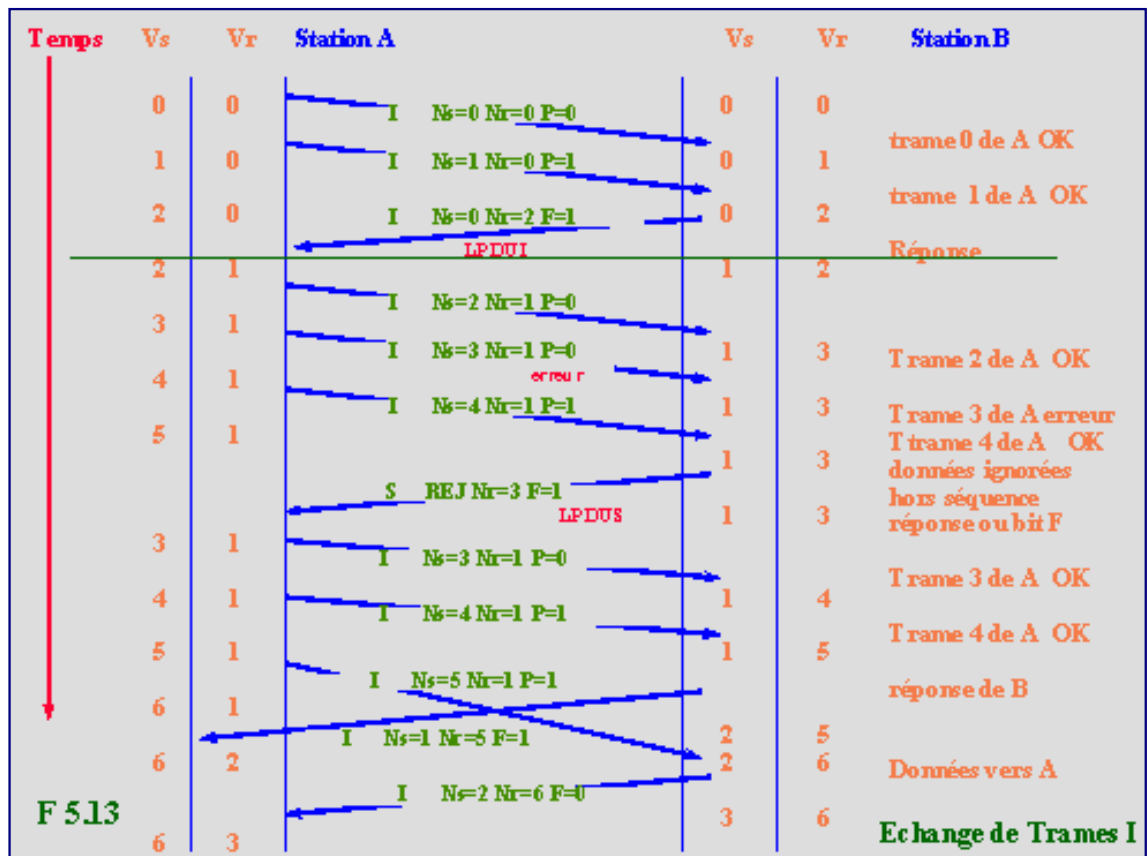 Temps Vs Vr Station A Vs Vr Station B
0 0 0 0
I Ns=0 Nr=0 P=0
trame 0 de A OK
1 0 0 1
I Ns=1 Nr=0 P=1
trame 1 de A OK
2 0 0 2
I Ns=0 Nr=2 F=1
LPDUI
Réponse
2 1 1 2
I Ns=2 Nr=1 P=0
3 1
I Ns=3 Nr=1 P=0
1 3 Trame 2 de A OK
erreur
4 1
I Ns=4 Nr=1 P=1
1 3 Trame 3 de A erreur
5 1
Ttrame 4 de A OK
1 3 données ignorées
S REJ Nr=3 F=1
hors séquence
LPDUS
1 3 réponse ou bit F
3 1
I Ns=3 Nr=1 P=0
Trame 3 de A OK
4 1 1 4
I Ns=4 Nr=1 P=1
Trame 4 de A OK
5 1 1 5
I Ns=5 Nr=1 P=1
réponse de B
6 1
I Ns=1 Nr=5 F=1
2 5
6 2 2 6 Données vers A
I Ns=2 Nr=6 F=0
F 5.13
3 6
6 3
Echange de Trames I